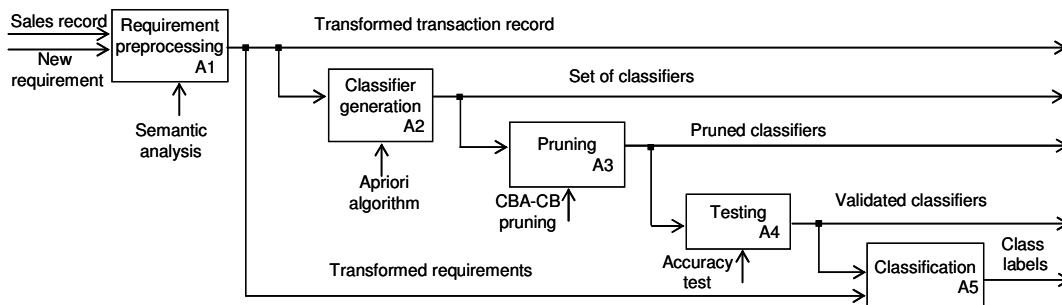 Sales record
New
requirement
Requirement
preprocessing
A1
Semantic
analysis
Transformed transaction record
Classifier
generation
A2
Apriori
algorithm
Set of classifiers
Pruning
A3
CBA-CB
pruning
Pruned classifiers
Testing
A4
Accuracy
test
Validated classifiers
Transformed requirements
Classification
A5
Class
labels